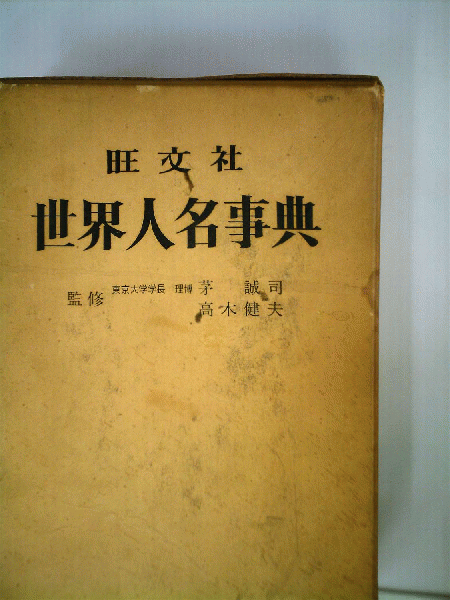 旺文社
世界人名事典
監修 東京大学学長 理博 茅 誠司
高木健夫